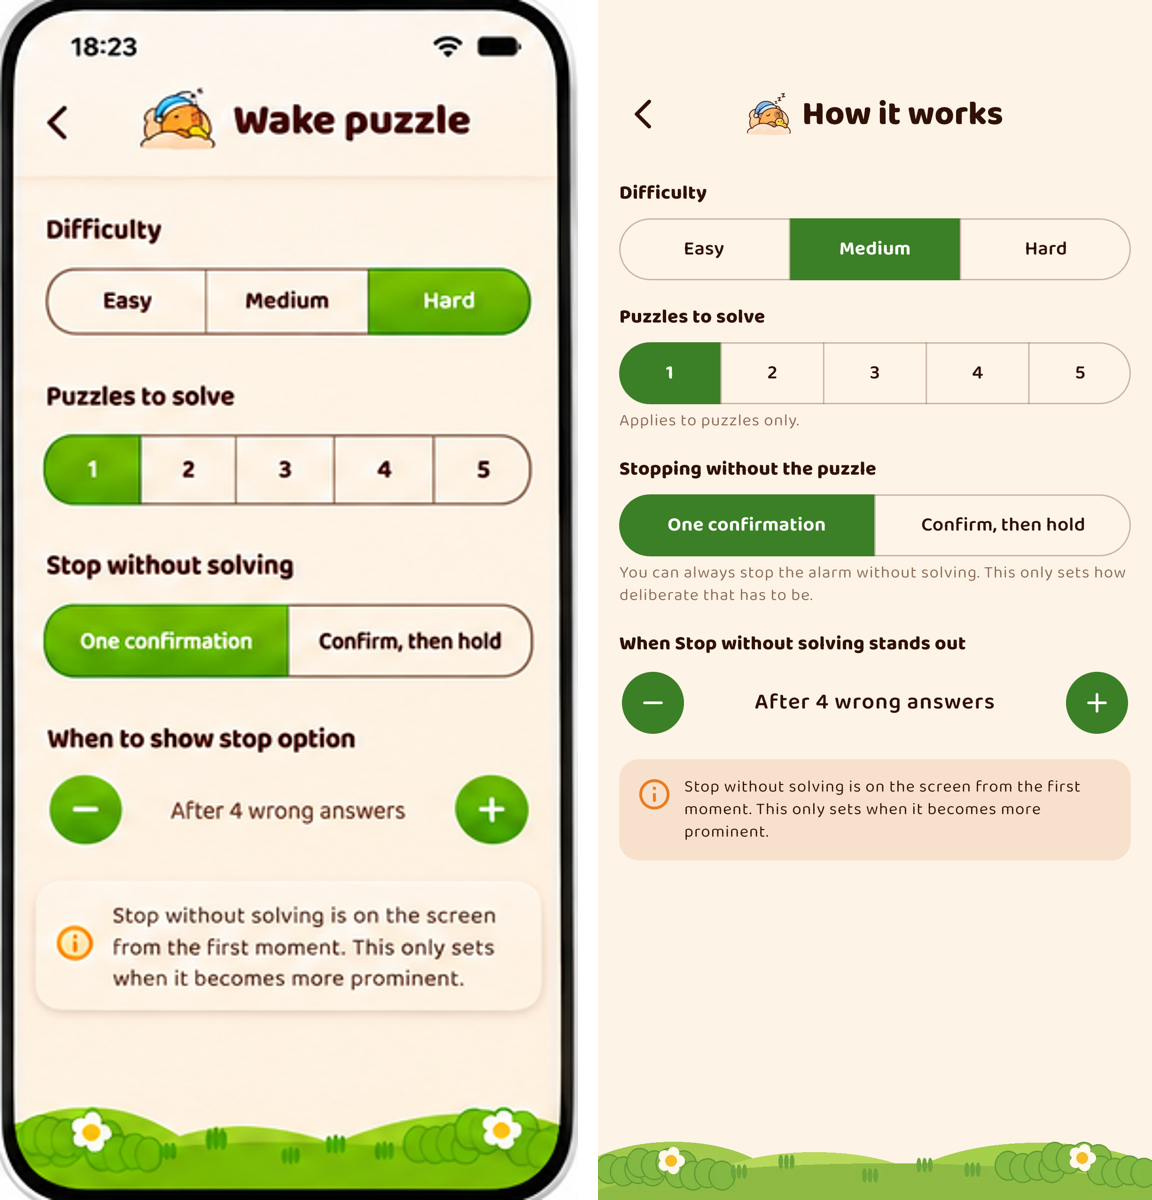 18:23
Wake puzzle
Difficulty
Easy
Medium
Hard
Puzzles to solve
1
2
3
4
5
Stop without solving
One confirmation
Confirm, then hold
When to show stop option
After 4 wrong answers
Stop without solving is on the screen
from the first moment. This only sets
when it becomes more prominent.
How it works
Difficulty
Easy
Medium
Hard
Puzzles to solve
1
2
3
4
5
Applies to puzzles only.
Stopping without the puzzle
One confirmation
Confirm, then hold
You can always stop the alarm without solving. This only sets how
deliberate that has to be.
When Stop without solving stands out
After 4 wrong answers
Stop without solving is on the screen from the first
moment. This only sets when it becomes more
prominent.